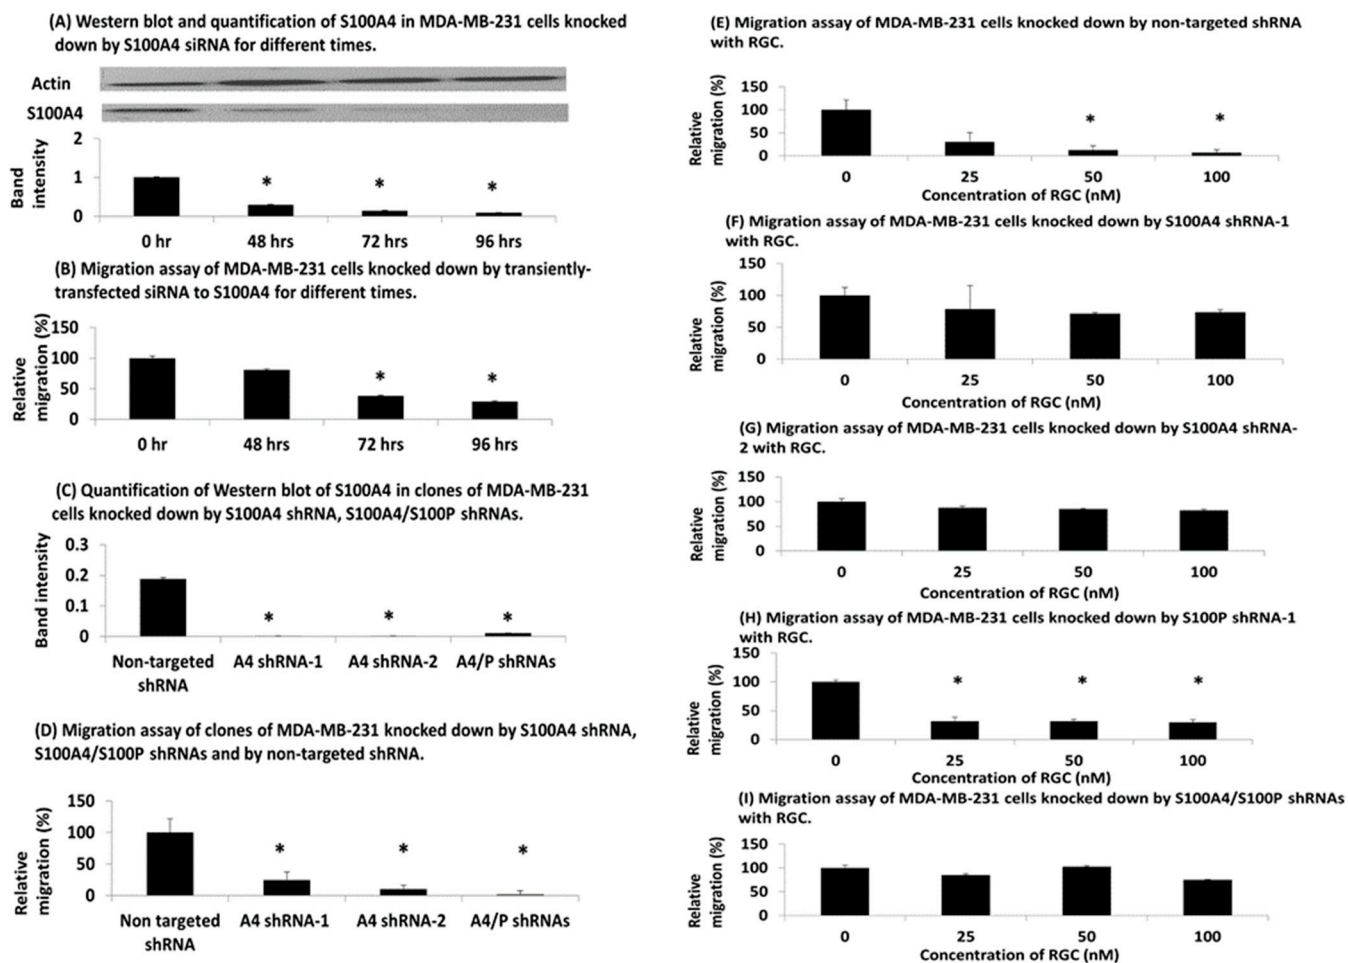 (A) Western blot and quantification of S100A4 in MDA-MB-231 cells knocked
down by S100A4 siRNA for different times.
Actin
S100A4
Band
intensity
2
1
0
*
*
*
0 hr 48 hrs 72 hrs 96 hrs
(B) Migration assay of MDA-MB-231 cells knocked down by transiently-
transfected siRNA to S100A4 for different times.
Relative
migration (%)
150
100
50
0
*
*
0 hr 48 hrs 72 hrs 96 hrs
(C) Quantification of Western blot of S100A4 in clones of MDA-MB-231
cells knocked down by S100A4 shRNA, S100A4/S100P shRNAs.
Band intensity
0.3
0.2
0.1
0
*
*
*
Non-targeted A4 shRNA-1 A4 shRNA-2 A4/P shRNAs
shRNA
(D) Migration assay of clones of MDA-MB-231 knocked down by S100A4 shRNA,
S100A4/S100P shRNAs and by non-targeted shRNA.
Relative
migration (%)
150
100
50
0
*
*
*
Non targeted A4 shRNA-1 A4 shRNA-2 A4/P shRNAs
shRNA
(E) Migration assay of MDA-MB-231 cells knocked down by non-targeted shRNA
with RGC.
Relative
migration (%)
150
100
50
0
*
*
0 25 50 100
Concentration of RGC (nM)
(F) Migration assay of MDA-MB-231 cells knocked down by S100A4 shRNA-1
with RGC.
Relative
migration (%)
150
100
50
0
0 25 50 100
Concentration of RGC (nM)
(G) Migration assay of MDA-MB-231 cells knocked down by S100A4 shRNA-
2 with RGC.
Relative
migration (%)
150
100
50
0
0 25 50 100
Concentration of RGC (nM)
(H) Migration assay of MDA-MB-231 cells knocked down by S100P shRNA-1
with RGC.
Relative
migration (%)
150
100
50
0
*
*
*
0 25 50 100
Concentration of RGC (nM)
(I) Migration assay of MDA-MB-231 cells knocked down by S100A4/S100P shRNAs
with RGC.
Relative
migration (%)
150
100
50
0
0 25 50 100
Concentration of RGC (nM)